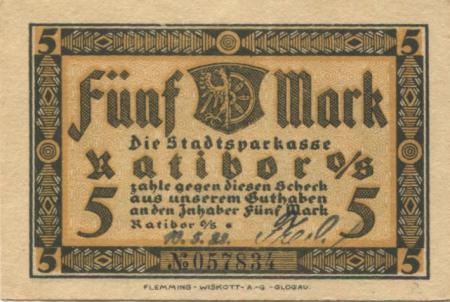 5 5
Fünf Mark
Die Stadtsparkasse
Ratibor O/S
zahle gegen diesen Scheck
aus unserem Guthaben
an den Inhaber Fünf Mark
Ratibor O/S •
5 5
№ 057834
5 5
FLEMMING - WISKOTT - A.-G - GLOGAU.